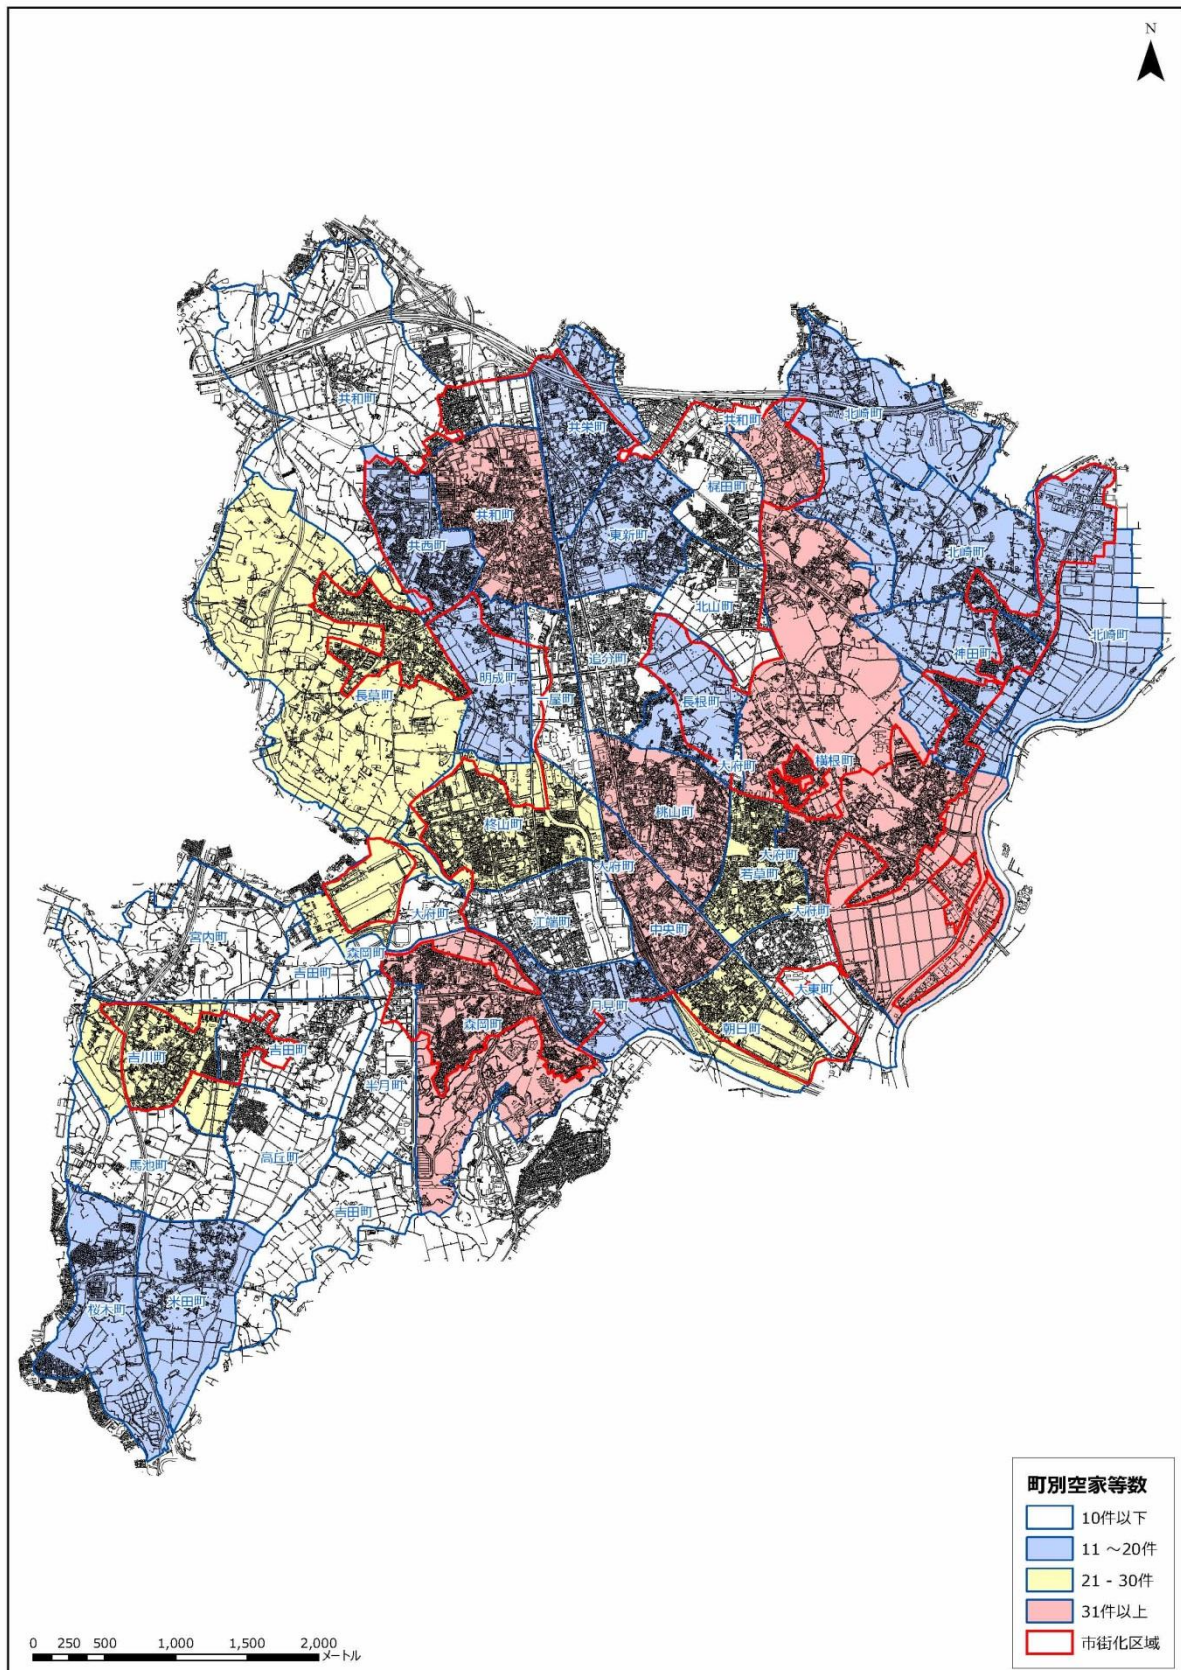 N
共和町
共栄町
共和町
北崎町
梶田町
共和町
東新町
共西町
北崎町
北山町
北崎町
神田町
追分町
明成町
長根町
長草町
一屋町
大府町
横根町
桃山町
柊山町
大府町
大府町
若草町
大府町
江端町
大府町
中央町
宮内町
森岡町
吉田町
大東町
月見町
森岡町
朝日町
吉川町
吉田町
半月町
馬池町
高丘町
吉田町
桜木町
米田町
町別空家等数
10件以下
11 ～20件
21 - 30件
31件以上
市街化区域
0 250 500 1,000 1,500 2,000
メートル